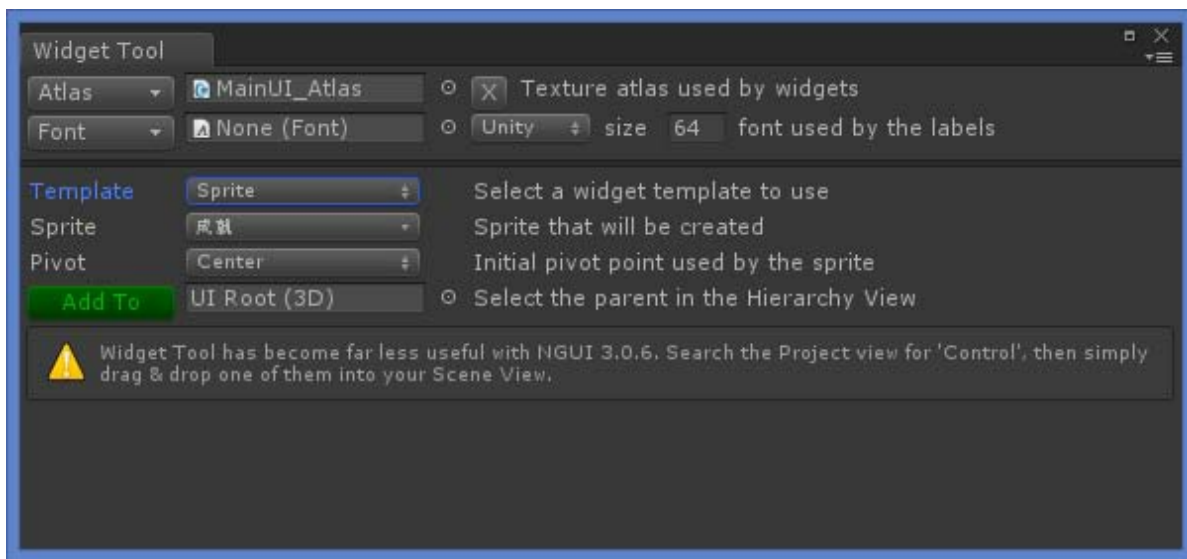 Widget Tool
Atlas MainUI_Atlas X Texture atlas used by widgets
Font None (Font) Unity size 64 font used by the labels
Template Sprite Select a widget template to use
Sprite 成就 Sprite that will be created
Pivot Center Initial pivot point used by the sprite
Add To UI Root (3D) Select the parent in the Hierarchy View
Widget Tool has become far less useful with NGUI 3.0.6. Search the Project view for 'Control', then simply
drag & drop one of them into your Scene View.